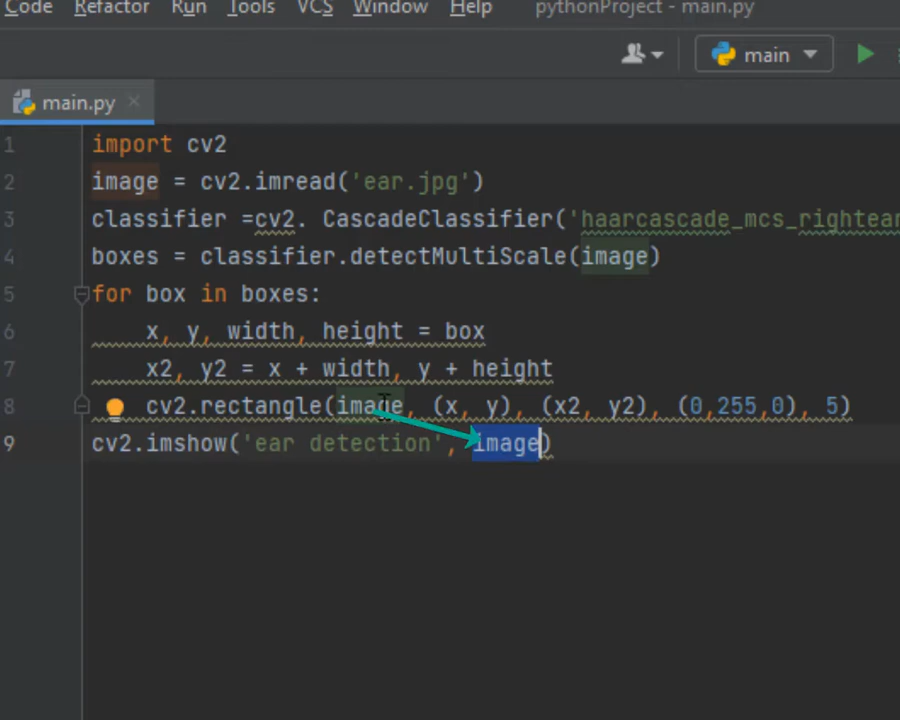 Code Refactor Run Tools VCS Window Help pythonProject - main.py
main
main.py
1 import cv2
2 image = cv2.imread('ear.jpg')
3 classifier =cv2. CascadeClassifier('haarcascade_mcs_rightear
4 boxes = classifier.detectMultiScale(image)
5 for box in boxes:
6 x, y, width, height = box
7 x2, y2 = x + width, y + height
8 cv2.rectangle(image, (x, y), (x2, y2), (0,255,0), 5)
9 cv2.imshow('ear detection', image)